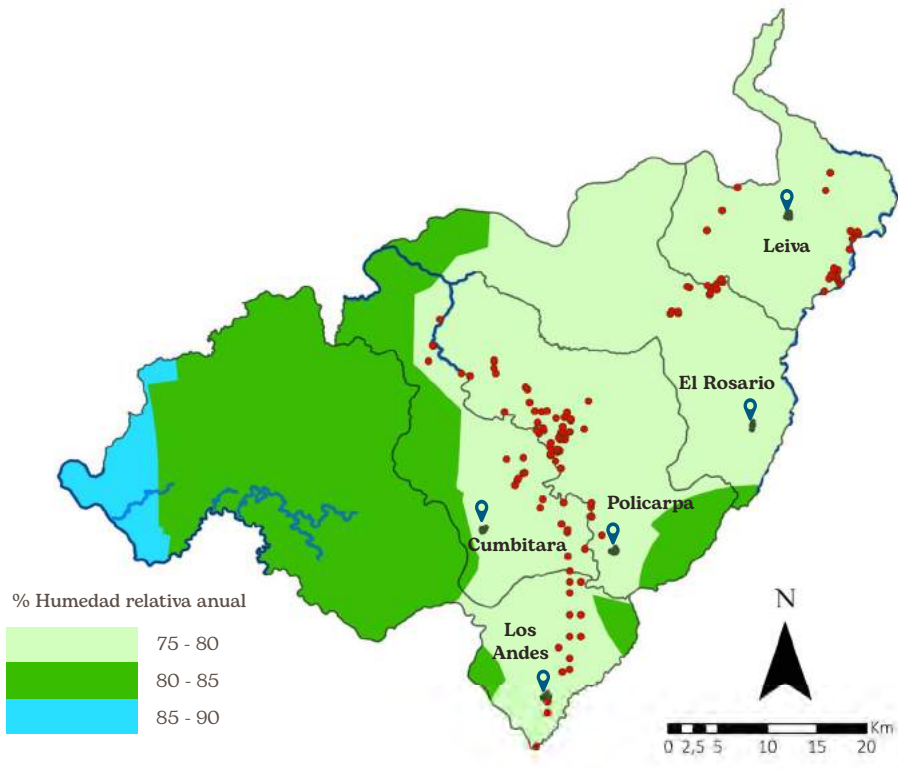 Leiva
El Rosario
Policarpa
Cumbitara
Los
Andes
% Humedad relativa anual
75 - 80
80 - 85
85 - 90
N
Km
0 2,5 5 10 15 20